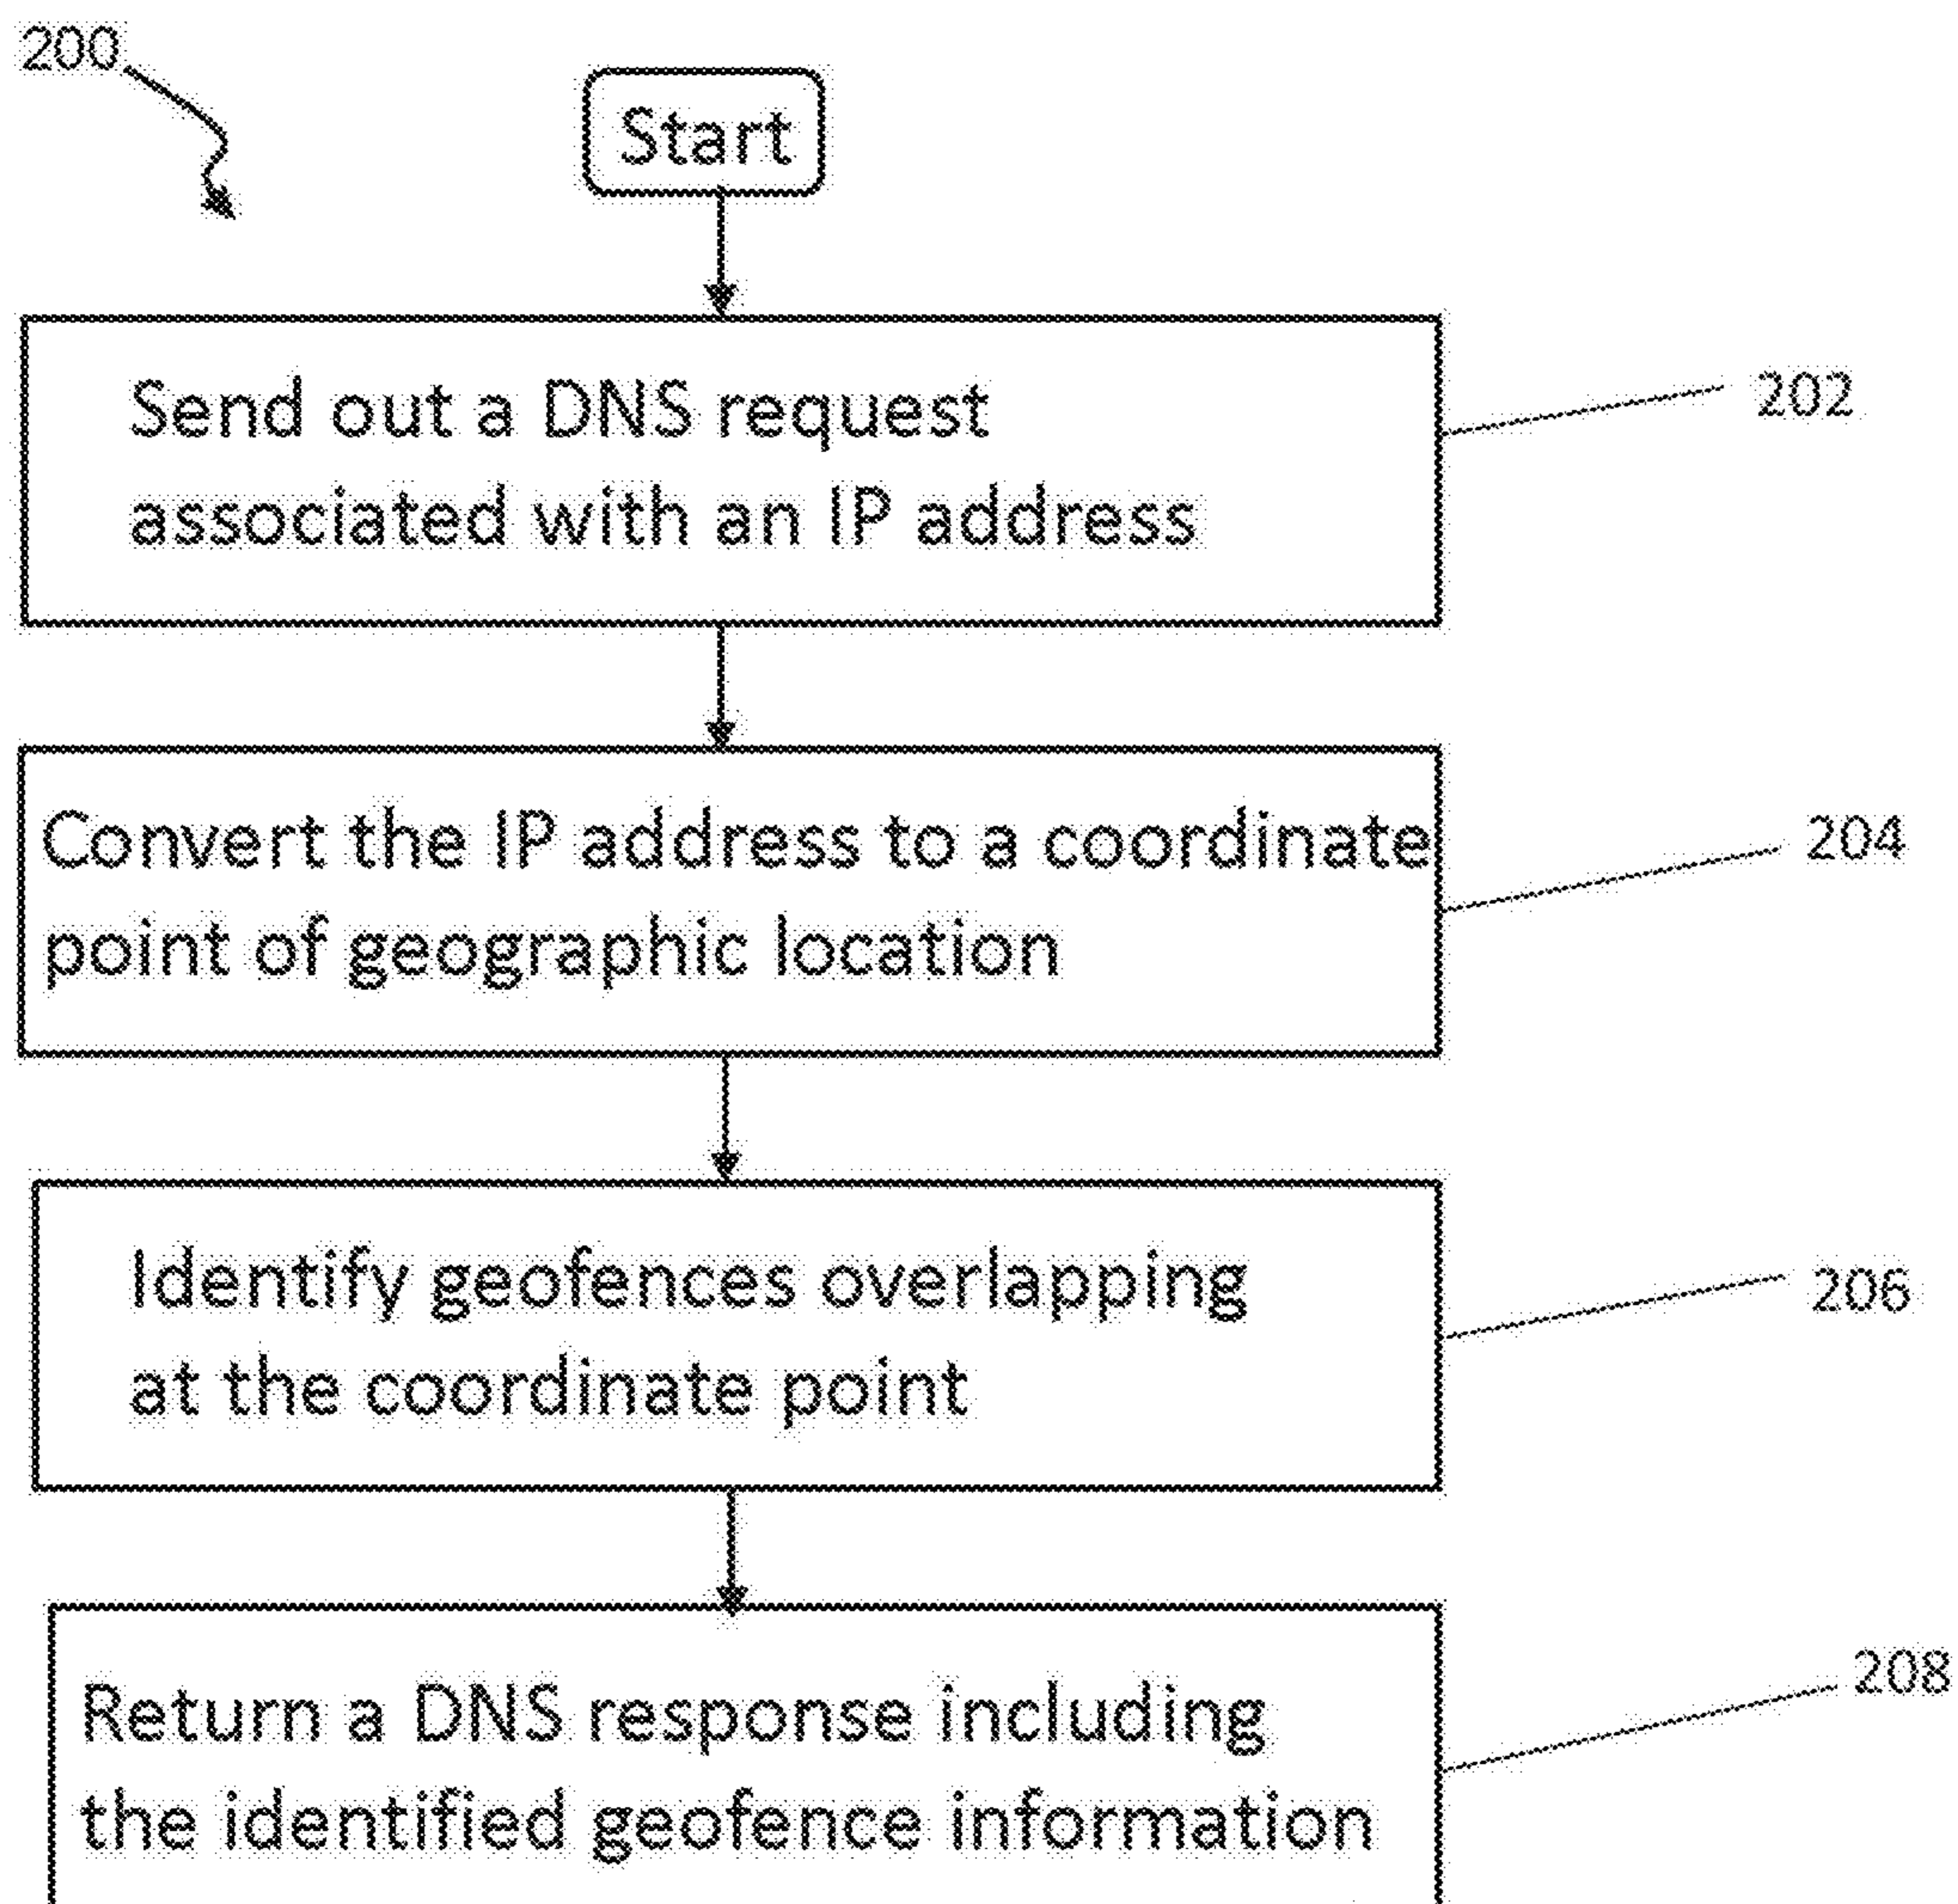 200
Start
Send out a DNS request
associated with an IP address
202
Convert the IP address to a coordinate
point of geographic location
204
Identify geofences overlapping
at the coordinate point
206
Return a DNS response including
the identified geofence information
208